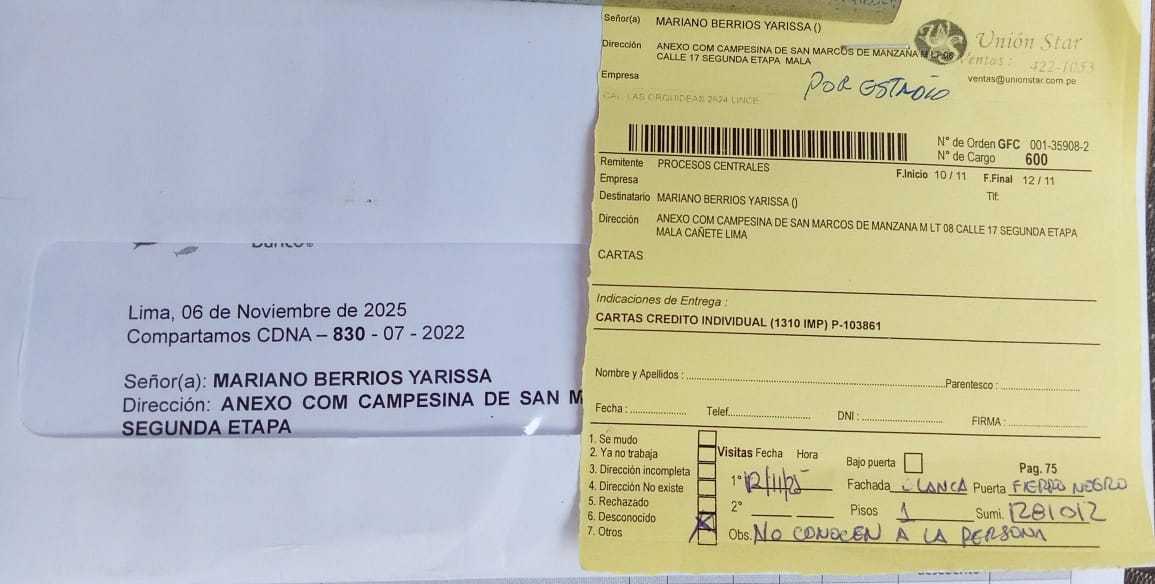 Lima, 06 de Noviembre de 2025
Compartamos CDNA – 830 - 07 - 2022
Señor(a): MARIANO BERRIOS YARISSA
Dirección: ANEXO COM CAMPESINA DE SAN M
SEGUNDA ETAPA
Señor(a) MARIANO BERRIOS YARISSA ()
Dirección ANEXO COM CAMPESINA DE SAN MARCOS DE MANZANA M LT 08
CALLE 17 SEGUNDA ETAPA MALA
Empresa
CAL. LAS ORQUIDEAS 2624 LINCE
Unión Star
Ventas: 422-1053
ventas@unionstar.com.pe
POR ESTADIO
N° de Orden GFC 001-35908-2
N° de Cargo 600
Remitente PROCESOS CENTRALES
F.Inicio 10 / 11 F.Final 12 / 11
Empresa
Tlf:
Destinatario MARIANO BERRIOS YARISSA ()
Dirección ANEXO COM CAMPESINA DE SAN MARCOS DE MANZANA M LT 08 CALLE 17 SEGUNDA ETAPA
MALA CAÑETE LIMA
CARTAS
Indicaciones de Entrega :
CARTAS CREDITO INDIVIDUAL (1310 IMP) P-103861
Nombre y Apellidos : Parentesco :
Fecha : Telef. DNI : FIRMA :
1. Se mudo
2. Ya no trabaja
3. Dirección incompleta
4. Dirección No existe
5. Rechazado
6. Desconocido
7. Otros
Visitas Fecha Hora Bajo puerta Pag. 75
1° 12/11/25 Fachada BLANCA Puerta FIERRO NEGRO
2° Pisos 1 Sumi. 1281012
Obs. NO CONOCEN A LA PERSONA